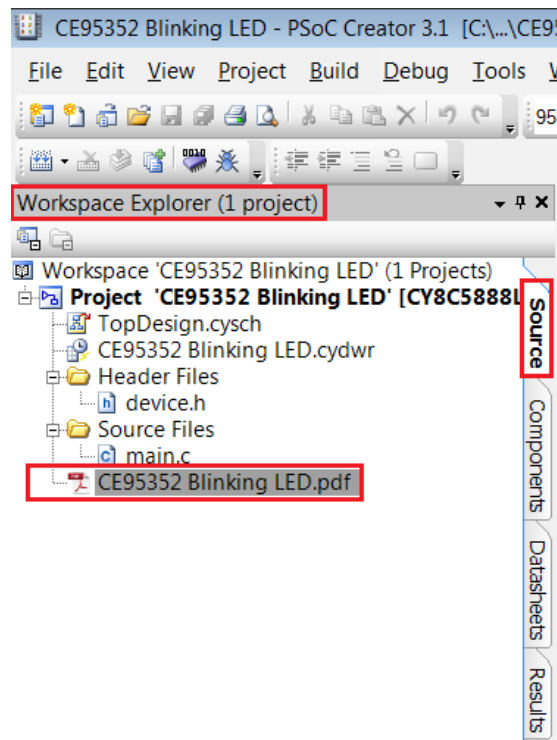 CE95352 Blinking LED - PSoC Creator 3.1 [C:\...\CE95
File Edit View Project Build Debug Tools
95
Workspace Explorer (1 project)
Workspace 'CE95352 Blinking LED' (1 Projects)
Project 'CE95352 Blinking LED' [CY8C5888L
TopDesign.cysch
CE95352 Blinking LED.cydwr
Header Files
device.h
Source Files
main.c
CE95352 Blinking LED.pdf
Source
Components
Datasheets
Results